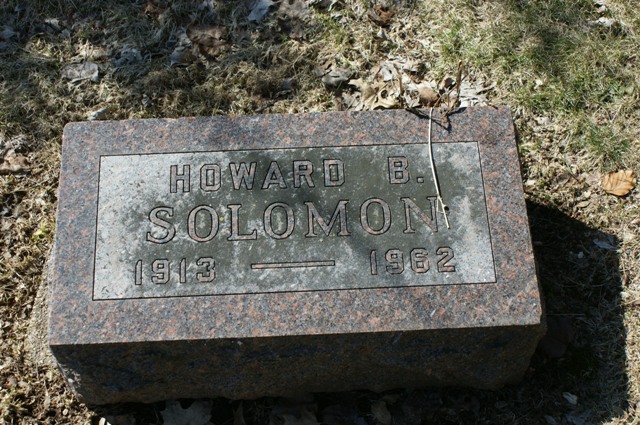 HOWARD B.
SOLOMON
1913 — 1962